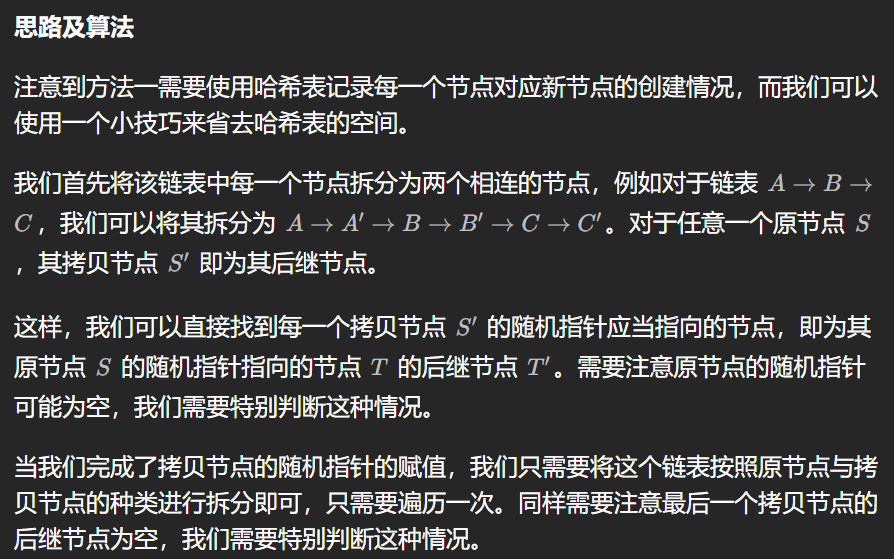 思路及算法
注意到方法一需要使用哈希表记录每一个节点对应新节点的创建情况，而我们可以
使用一个小技巧来省去哈希表的空间。
我们首先将该链表中每一个节点拆分为两个相连的节点，例如对于链表 A → B →
C，我们可以将其拆分为 A → A′ → B → B′ → C → C′。对于任意一个原节点 S
，其拷贝节点 S′ 即为其后继节点。
这样，我们可以直接找到每一个拷贝节点 S′ 的随机指针应当指向的节点，即为其
原节点 S 的随机指针指向的节点 T 的后继节点 T′。需要注意原节点的随机指针
可能为空，我们需要特别判断这种情况。
当我们完成了拷贝节点的随机指针的赋值，我们只需要将这个链表按照原节点与拷
贝节点的种类进行拆分即可，只需要遍历一次。同样需要注意最后一个拷贝节点的
后继节点为空，我们需要特别判断这种情况。